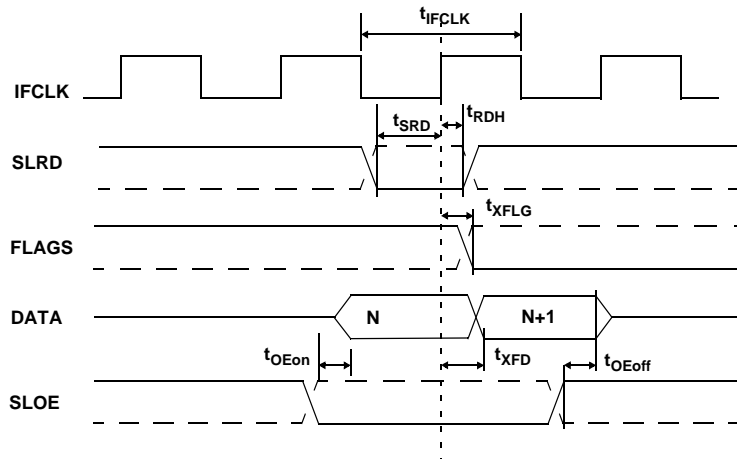 tIFCLK
IFCLK
tSRD
tRDH
SLRD
tXFLG
FLAGS
DATA
N
N+1
tOEon
tXFD
tOEoff
SLOE